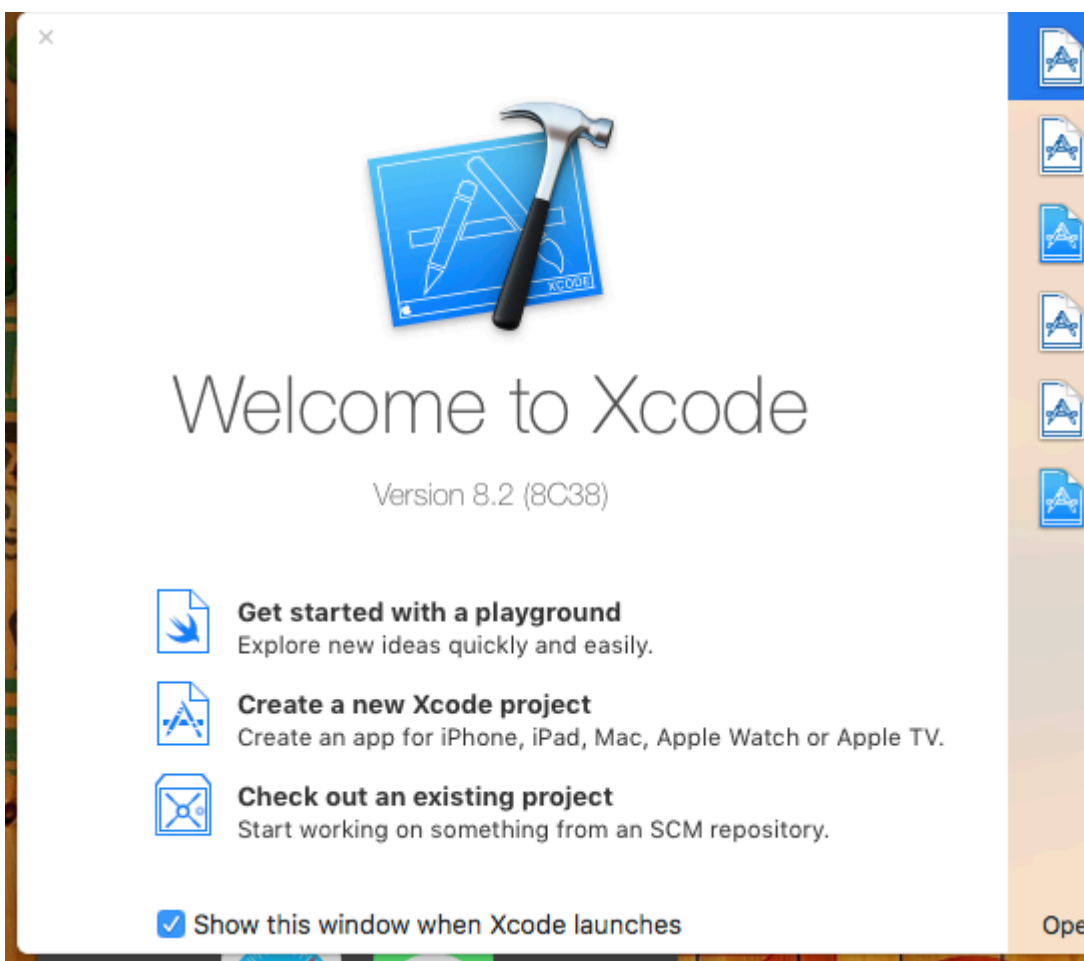 XCODE
Welcome to Xcode
Version 8.2 (8C38)
Get started with a playground
Explore new ideas quickly and easily.
Create a new Xcode project
Create an app for iPhone, iPad, Mac, Apple Watch or Apple TV.
Check out an existing project
Start working on something from an SCM repository.
Show this window when Xcode launches
Ope